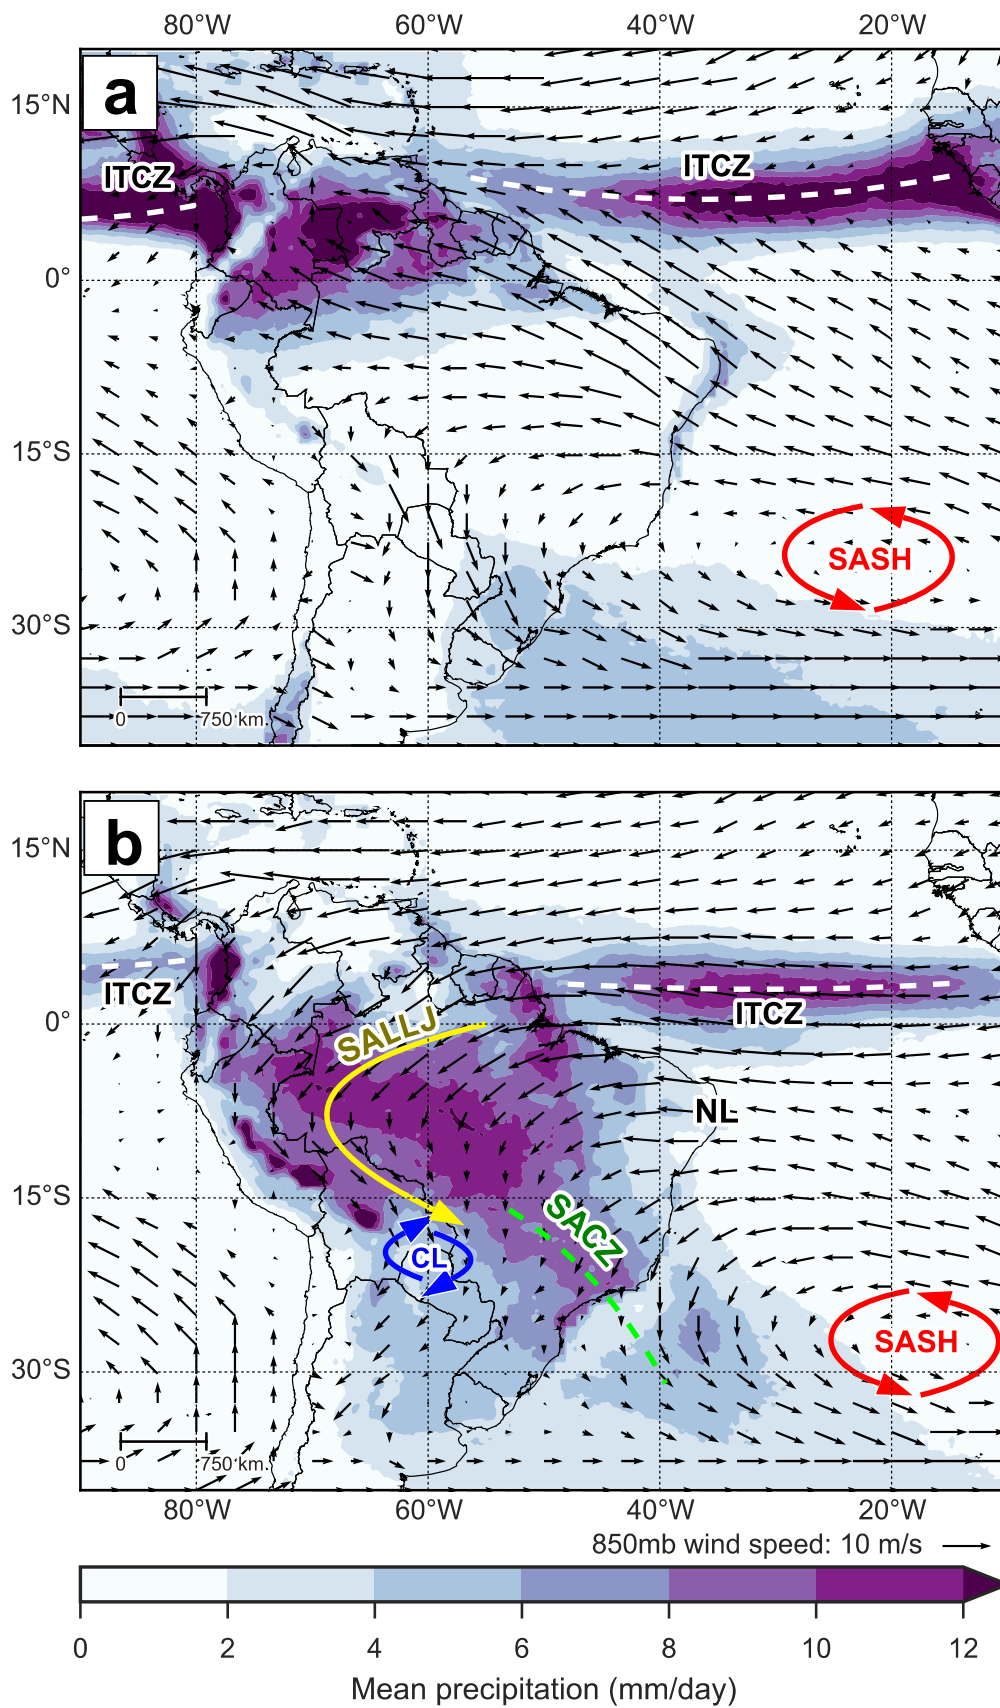 80°W 60°W 40°W 20°W
a
15°N
ITCZ
ITCZ
0°
15°S
SASH
30°S
0 750 km
b
15°N
ITCZ
ITCZ
0°
SALLJ
NL
15°S
SACZ
CL
SASH
30°S
0 750 km
80°W 60°W 40°W 20°W
850mb wind speed: 10 m/s
0 2 4 6 8 10 12
Mean precipitation (mm/day)